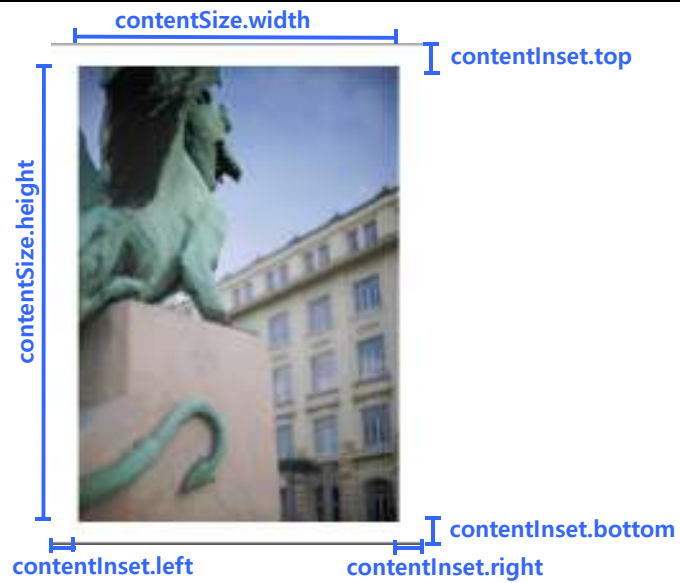 contentSize.width
contentInset.top
contentSize.height
contentInset.bottom
contentInset.left
contentInset.right